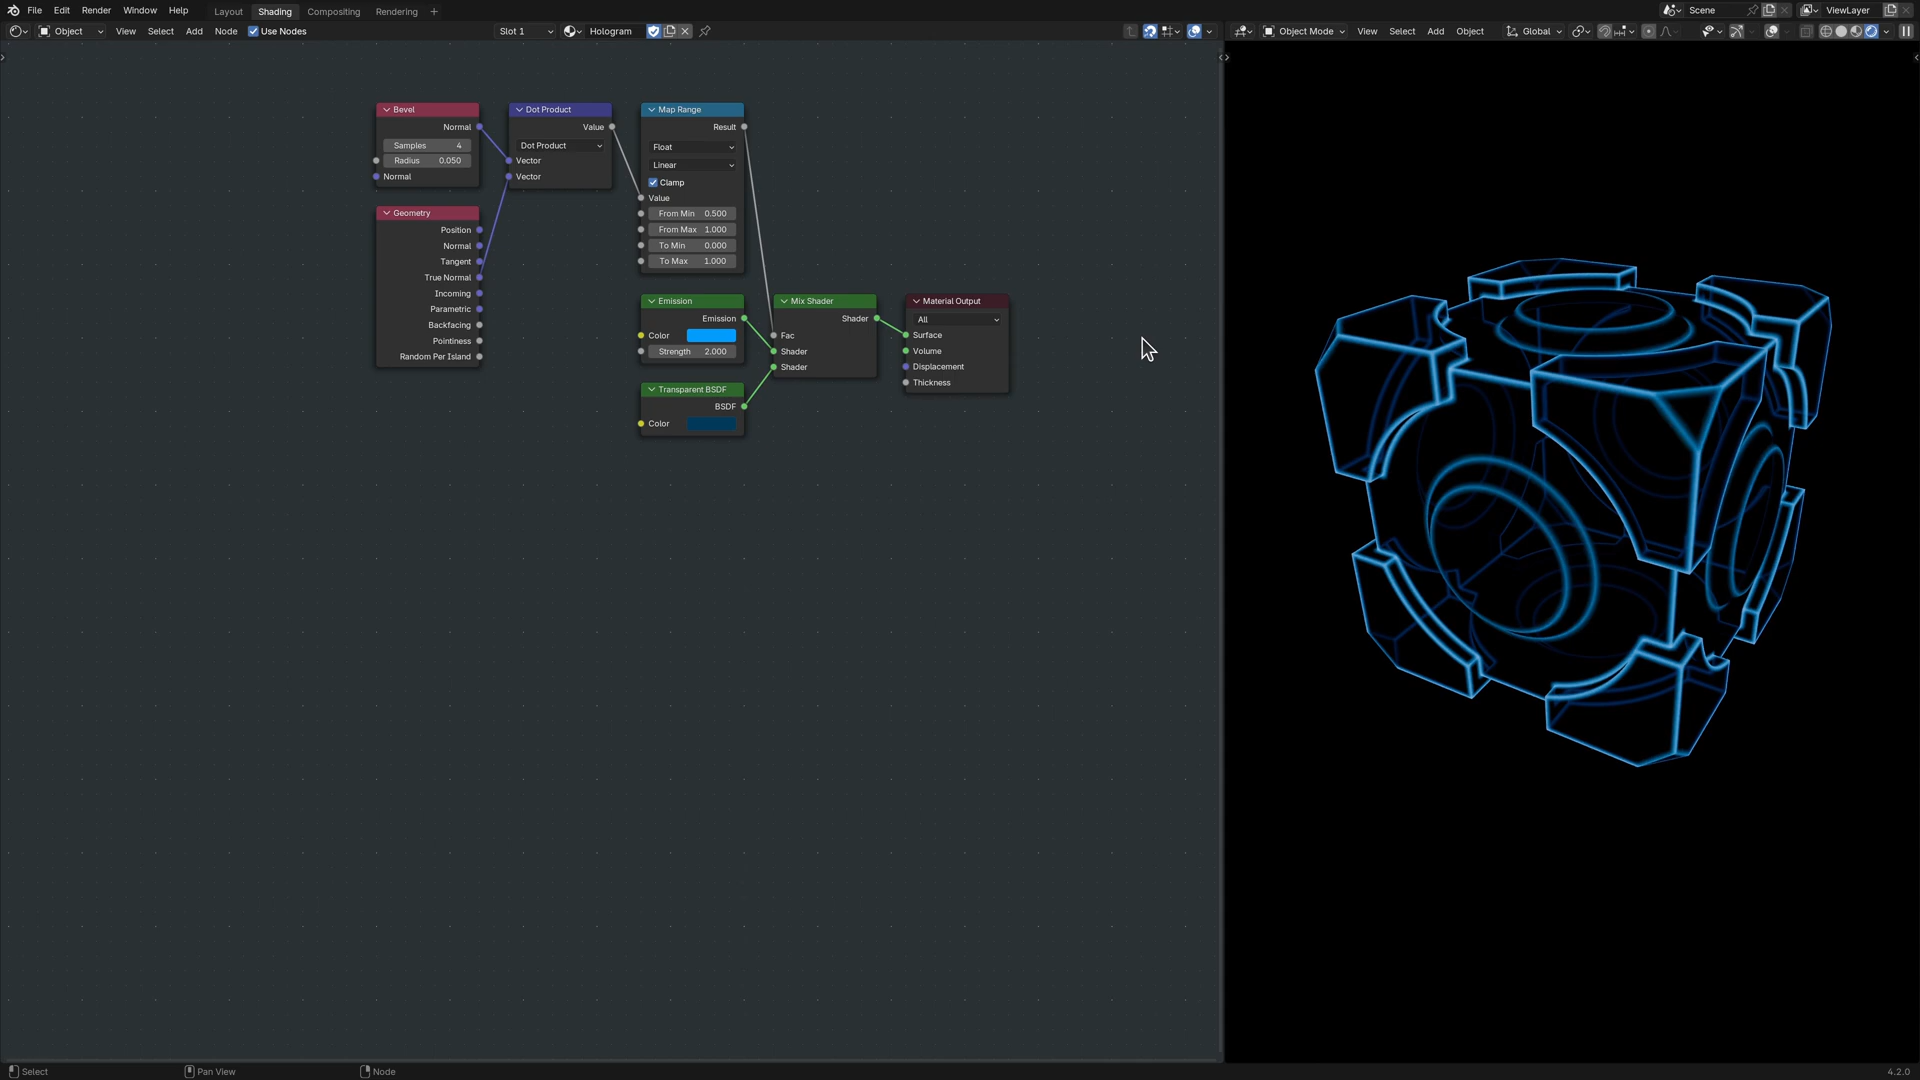 File Edit Render Window Help Layout Shading Compositing Rendering + Scene ViewLayer
Object View Select Add Node Use Nodes Slot 1 Hologram Object Mode View Select Add Object Global
Bevel
Normal
Samples 4
Radius 0.050
Normal
Dot Product
Value
Dot Product
Vector
Vector
Map Range
Result
Float
Linear
Clamp
Value
From Min 0.500
From Max 1.000
To Min 0.000
To Max 1.000
Geometry
Position
Normal
Tangent
True Normal
Incoming
Parametric
Backfacing
Pointiness
Random Per Island
Emission
Emission
Color
Strength 2.000
Transparent BSDF
BSDF
Color
Mix Shader
Shader
Fac
Shader
Shader
Material Output
All
Surface
Volume
Displacement
Thickness
Select Pan View Node 4.2.0